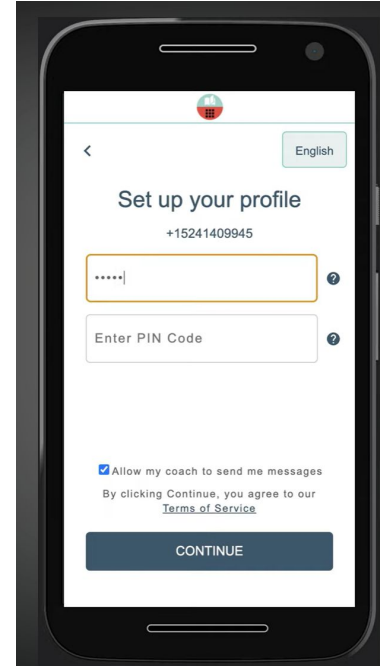 English
Set up your profile
+15241409945
•••••
Enter PIN Code
Allow my coach to send me messages
By clicking Continue, you agree to our
Terms of Service
CONTINUE